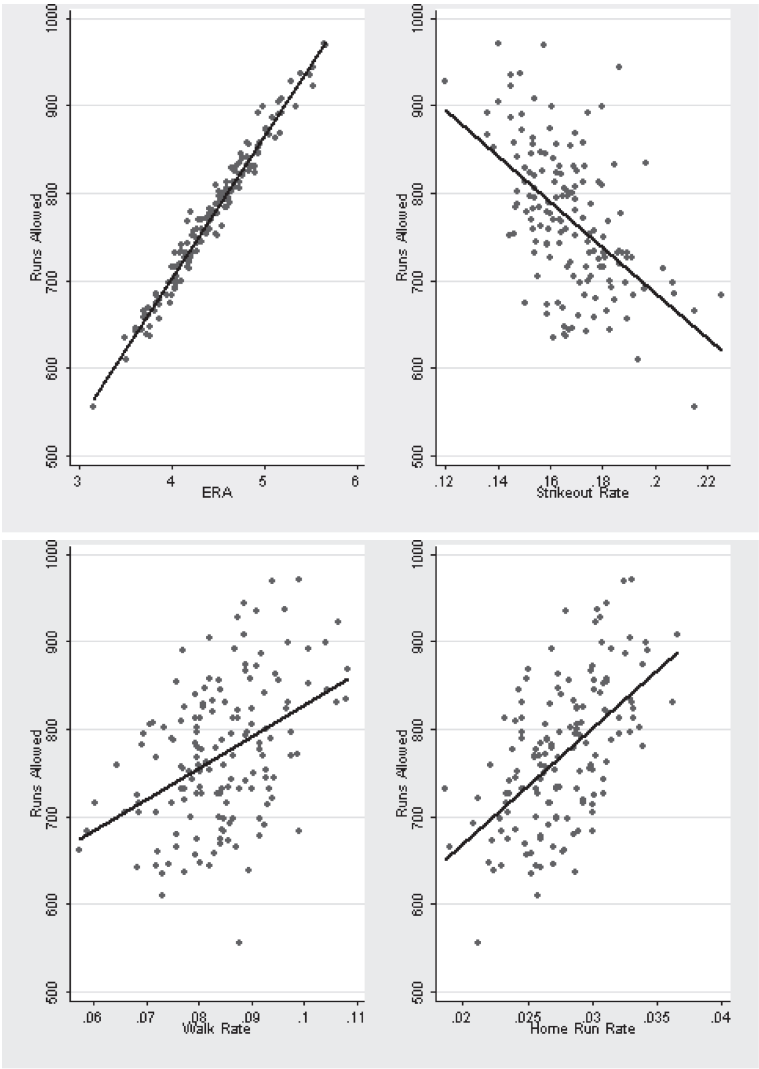 1000
900
800
700
600
500
Runs Allowed
3 4 5 6
ERA
1000
900
800
700
600
500
Runs Allowed
.12 .14 .16 .18 .2 .22
Strikeout Rate
1000
900
800
700
600
500
Runs Allowed
.06 .07 .08 .09 .1 .11
Walk Rate
1000
900
800
700
600
500
Runs Allowed
.02 .025 .03 .035 .04
Home Run Rate